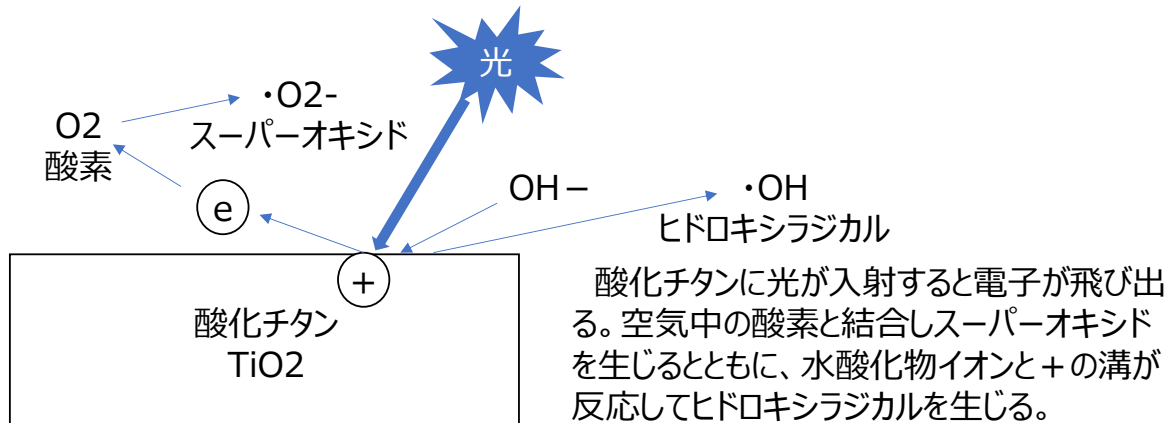 光
・O2-
スーパーオキシド
O2
酸素
e
OH－
・OH
ヒドロキシラジカル
+
酸化チタン
TiO2
酸化チタンに光が入射すると電子が飛び出
る。空気中の酸素と結合しスーパーオキシド
を生じるとともに、水酸化物イオンと＋の溝が
反応してヒドロキシラジカルを生じる。